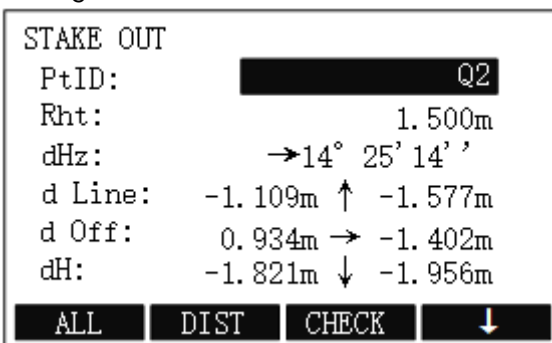 STAKE OUT
PtID: Q2
Rht: 1.500m
dHz: →14° 25' 14' '
d Line: -1.109m ↑ -1.577m
d Off: 0.934m → -1.402m
dH: -1.821m ↓ -1.956m
ALL DIST CHECK ↓